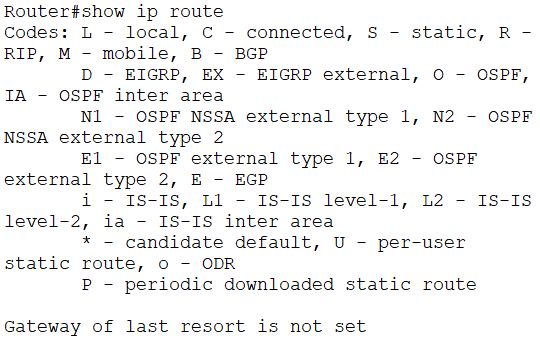 Router#show ip route
Codes: L - local, C - connected, S - static, R -
RIP, M - mobile, B - BGP
D - EIGRP, EX - EIGRP external, O - OSPF,
IA - OSPF inter area
N1 - OSPF NSSA external type 1, N2 - OSPF
NSSA external type 2
E1 - OSPF external type 1, E2 - OSPF
external type 2, E - EGP
i - IS-IS, L1 - IS-IS level-1, L2 - IS-IS
level-2, ia - IS-IS inter area
* - candidate default, U - per-user
static route, o - ODR
P - periodic downloaded static route
Gateway of last resort is not set